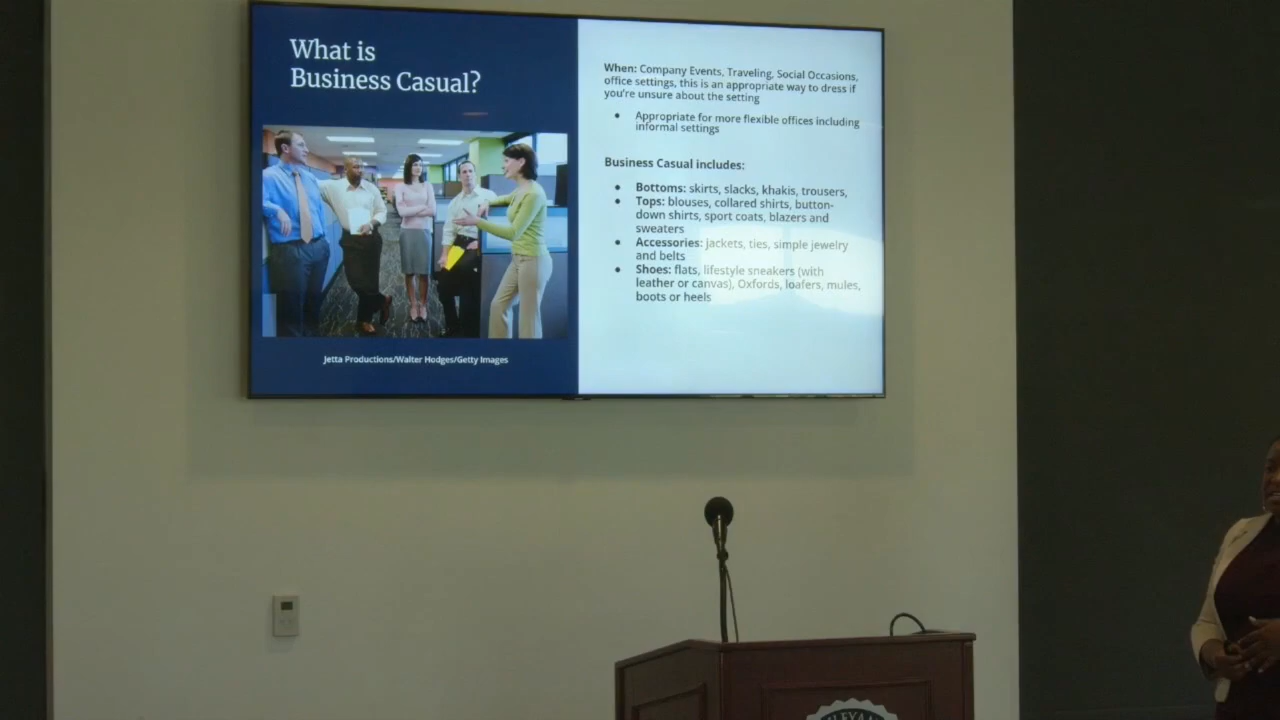 What is
Business Casual?
Jetta Productions/Walter Hodges/Getty Images
When: Company Events, Traveling, Social Occasions,
office settings, this is an appropriate way to dress if
you're unsure about the setting
• Appropriate for more flexible offices including
informal settings
Business Casual includes:
• Bottoms: skirts, slacks, khakis, trousers,
• Tops: blouses, collared shirts, button-
down shirts, sport coats, blazers and
sweaters
• Accessories: jackets, ties, simple jewelry
and belts
• Shoes: flats, lifestyle sneakers (with
leather or canvas), Oxfords, loafers, mules,
boots or heels